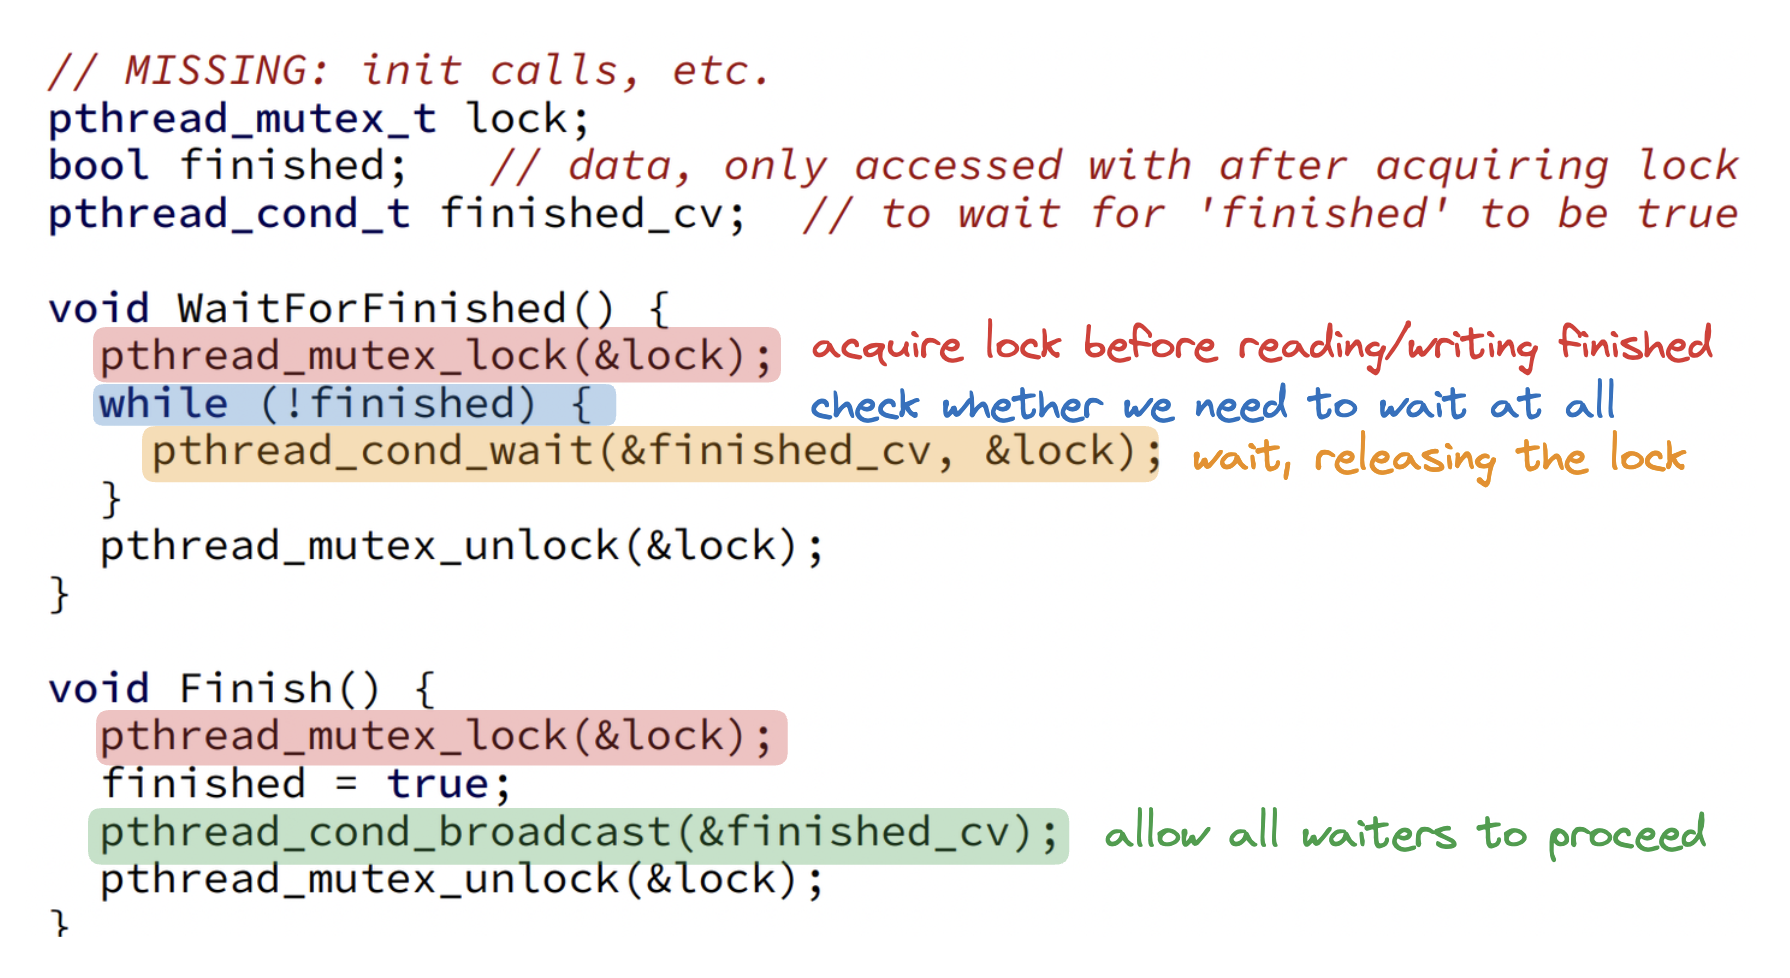 // MISSING: init calls, etc.
pthread_mutex_t lock;
bool finished;   // data, only accessed with after acquiring lock
pthread_cond_t finished_cv;  // to wait for 'finished' to be true

void WaitForFinished() {
  pthread_mutex_lock(&lock); acquire lock before reading/writing finished
  while (!finished) { check whether we need to wait at all
    pthread_cond_wait(&finished_cv, &lock); wait, releasing the lock
  }
  pthread_mutex_unlock(&lock);
}

void Finish() {
  pthread_mutex_lock(&lock);
  finished = true;
  pthread_cond_broadcast(&finished_cv); allow all waiters to proceed
  pthread_mutex_unlock(&lock);
}